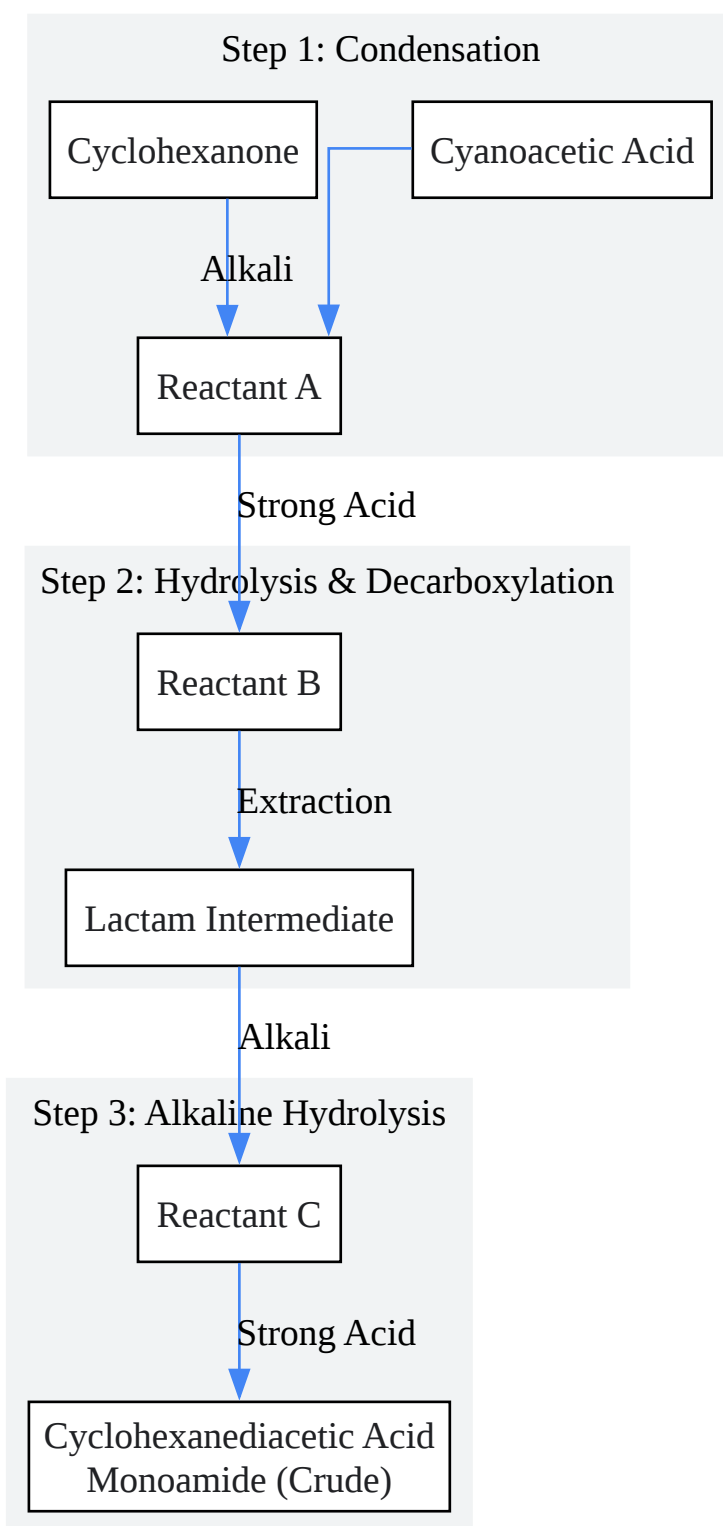 Step 1: Condensation
Cyclohexanone
Cyanoacetic Acid
Alkali
Reactant A
Strong Acid
Step 2: Hydrolysis & Decarboxylation
Reactant B
Extraction
Lactam Intermediate
Alkali
Step 3: Alkaline Hydrolysis
Reactant C
Strong Acid
Cyclohexanediacetic Acid
Monoamide (Crude)